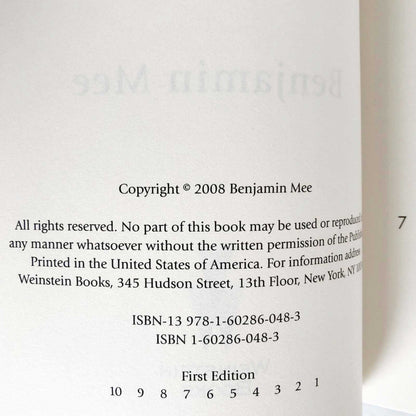 Benjamin Mee
Copyright © 2008 Benjamin Mee
7
All rights reserved. No part of this book may be used or reproduced
any manner whatsoever without the written permission of the
Printed in the United States of America. For information address
Weinstein Books, 345 Hudson Street, 13th Floor, New York, NY
ISBN-13 978-1-60286-048-3
ISBN 1-60286-048-3
First Edition
10 9 8 7 6 5 4 3 2 1